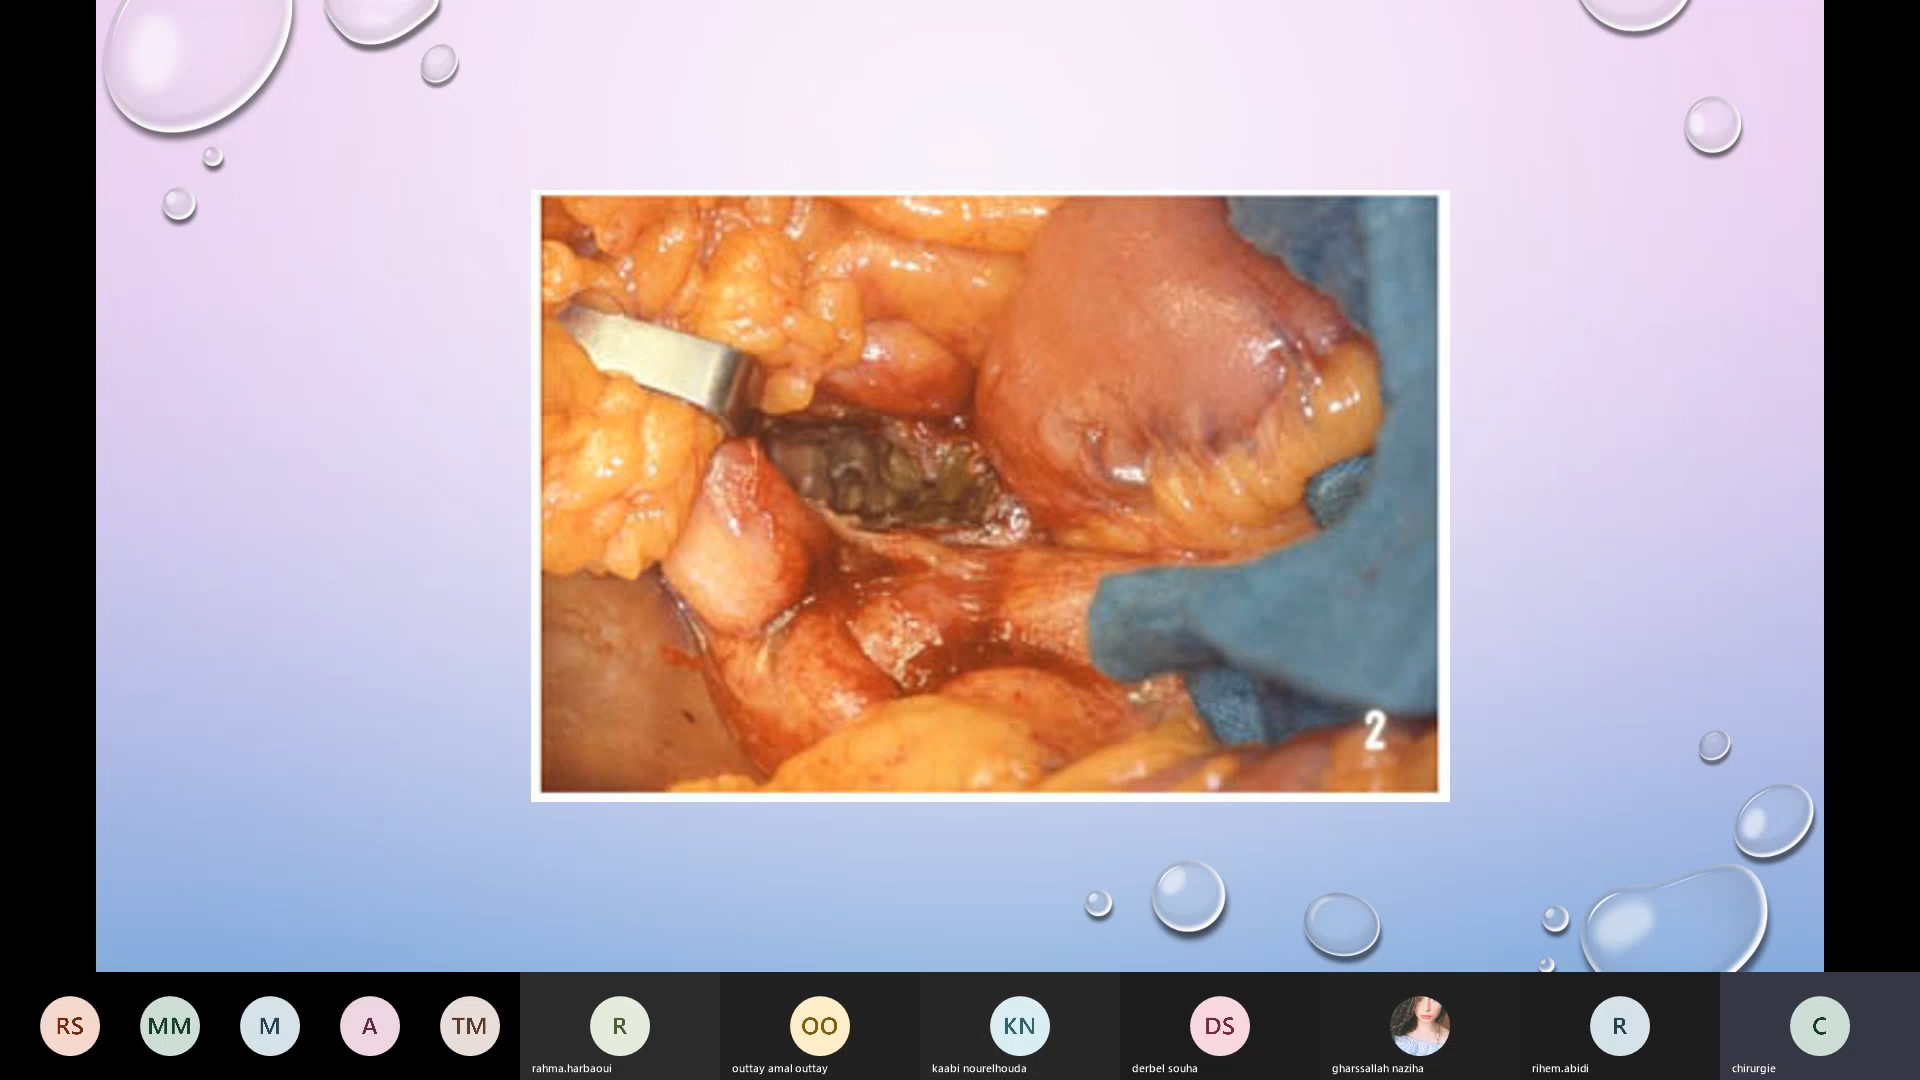 2
RS
MM
M
A
TM
R
OO
KN
DS
R
C
rahma.harbaoui
outtay amal outtay
kaabi nourelhouda
derbel souha
gharssallah naziha
rihem.abidi
chirurgie